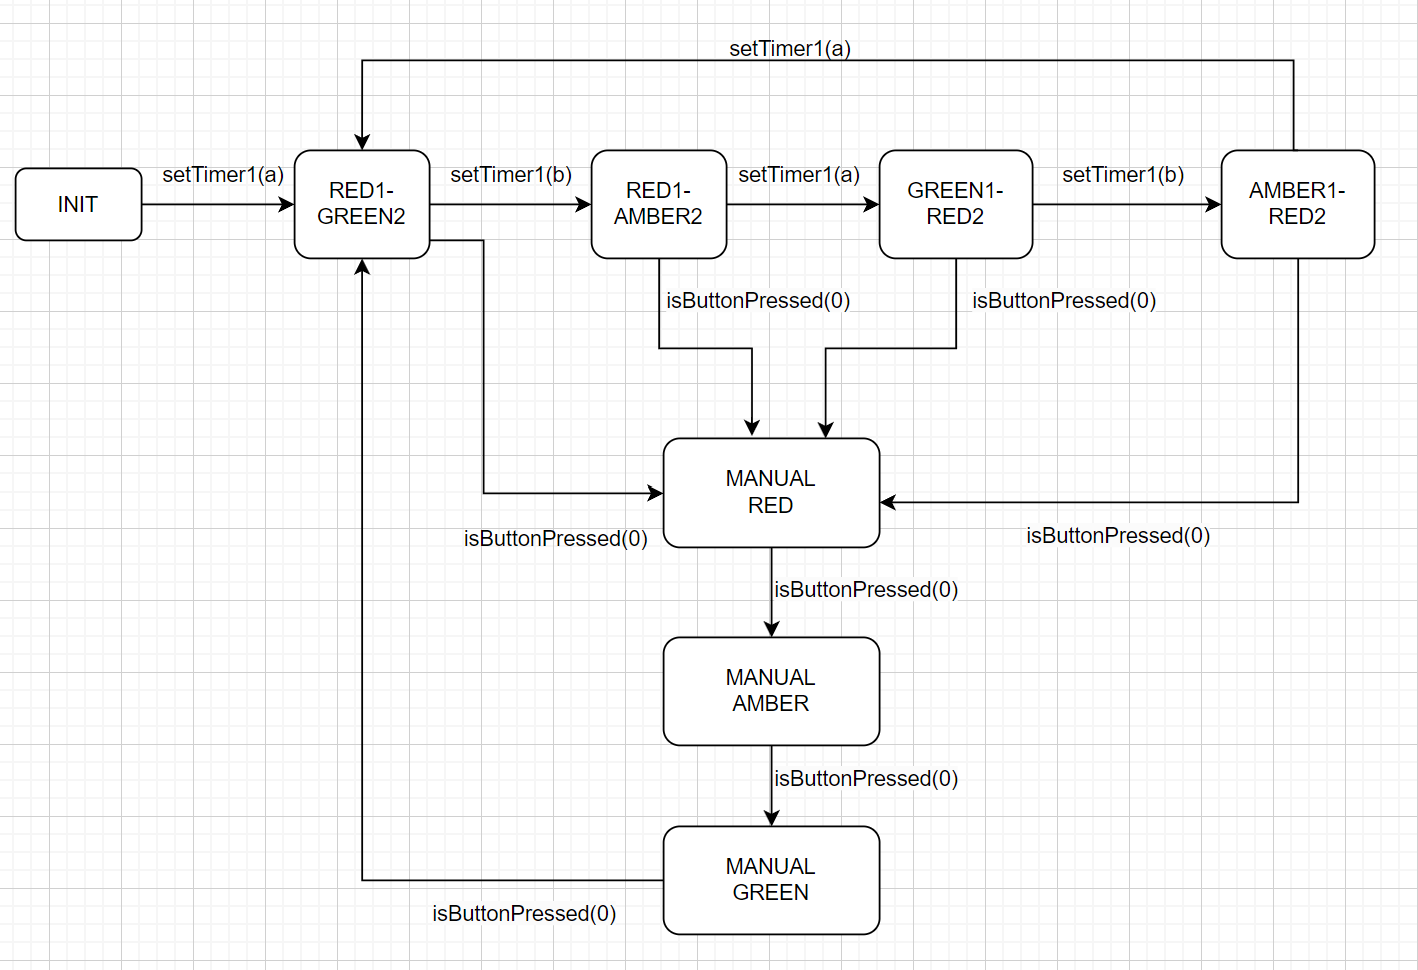 setTimer1(a)
INIT
setTimer1(a)
RED1-
GREEN2
setTimer1(b)
RED1-
AMBER2
setTimer1(a)
GREEN1-
RED2
setTimer1(b)
AMBER1-
RED2
isButtonPressed(0)
isButtonPressed(0)
MANUAL
RED
isButtonPressed(0)
isButtonPressed(0)
isButtonPressed(0)
MANUAL
AMBER
isButtonPressed(0)
MANUAL
GREEN
isButtonPressed(0)